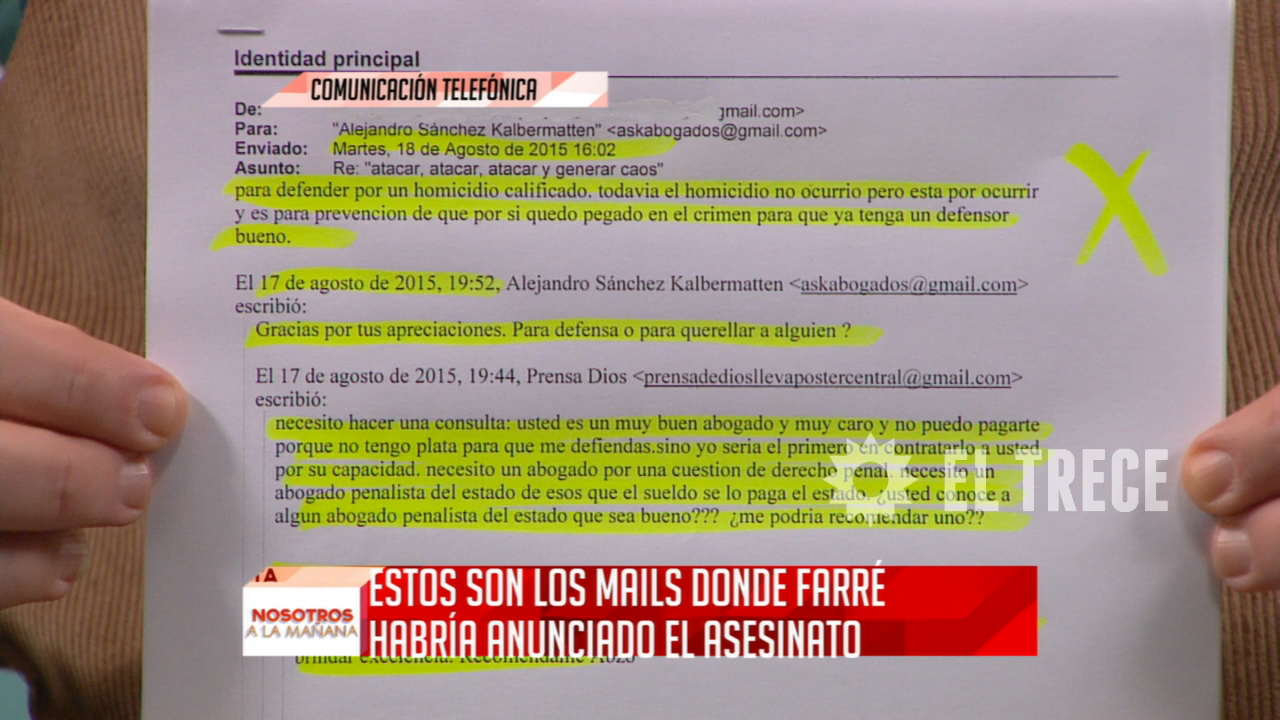 Identidad principal
COMUNICACIÓN TELEFÓNICA
De: gmail.com>
Para: "Alejandro Sánchez Kalbermatten" <askabogados@gmail.com>
Enviado: Martes, 18 de Agosto de 2015 16:02
Asunto: Re: "atacar, atacar, atacar y generar caos"
para defender por un homicidio calificado. todavia el homicidio no ocurrio pero esta por ocurrir
y es para prevencion de que por si quedo pegado en el crimen para que ya tenga un defensor
bueno.
El 17 de agosto de 2015, 19:52, Alejandro Sánchez Kalbermatten <askabogados@gmail.com>
escribió:
Gracias por tus apreciaciones. Para defensa o para querellar a alguien ?
El 17 de agosto de 2015, 19:44, Prensa Dios <prensadediosllevapostercentral@gmail.com>
escribió:
necesito hacer una consulta: usted es un muy buen abogado y muy caro y no puedo pagarte
porque no tengo plata para que me defiendas.sino yo seria el primero en contratarlo a usted
por su capacidad. necesito un abogado por una cuestion de derecho penal. necesito un
abogado penalista del estado de esos que el sueldo se lo paga el estado. ¿usted conoce a
algun abogado penalista del estado que sea bueno??? ¿me podria recomendar uno??
EL TRECE
ESTOS SON LOS MAILS DONDE FARRÉ
HABRÍA ANUNCIADO EL ASESINATO
NOSOTROS
A LA MAÑANA
brindar excelencia. Recomendame